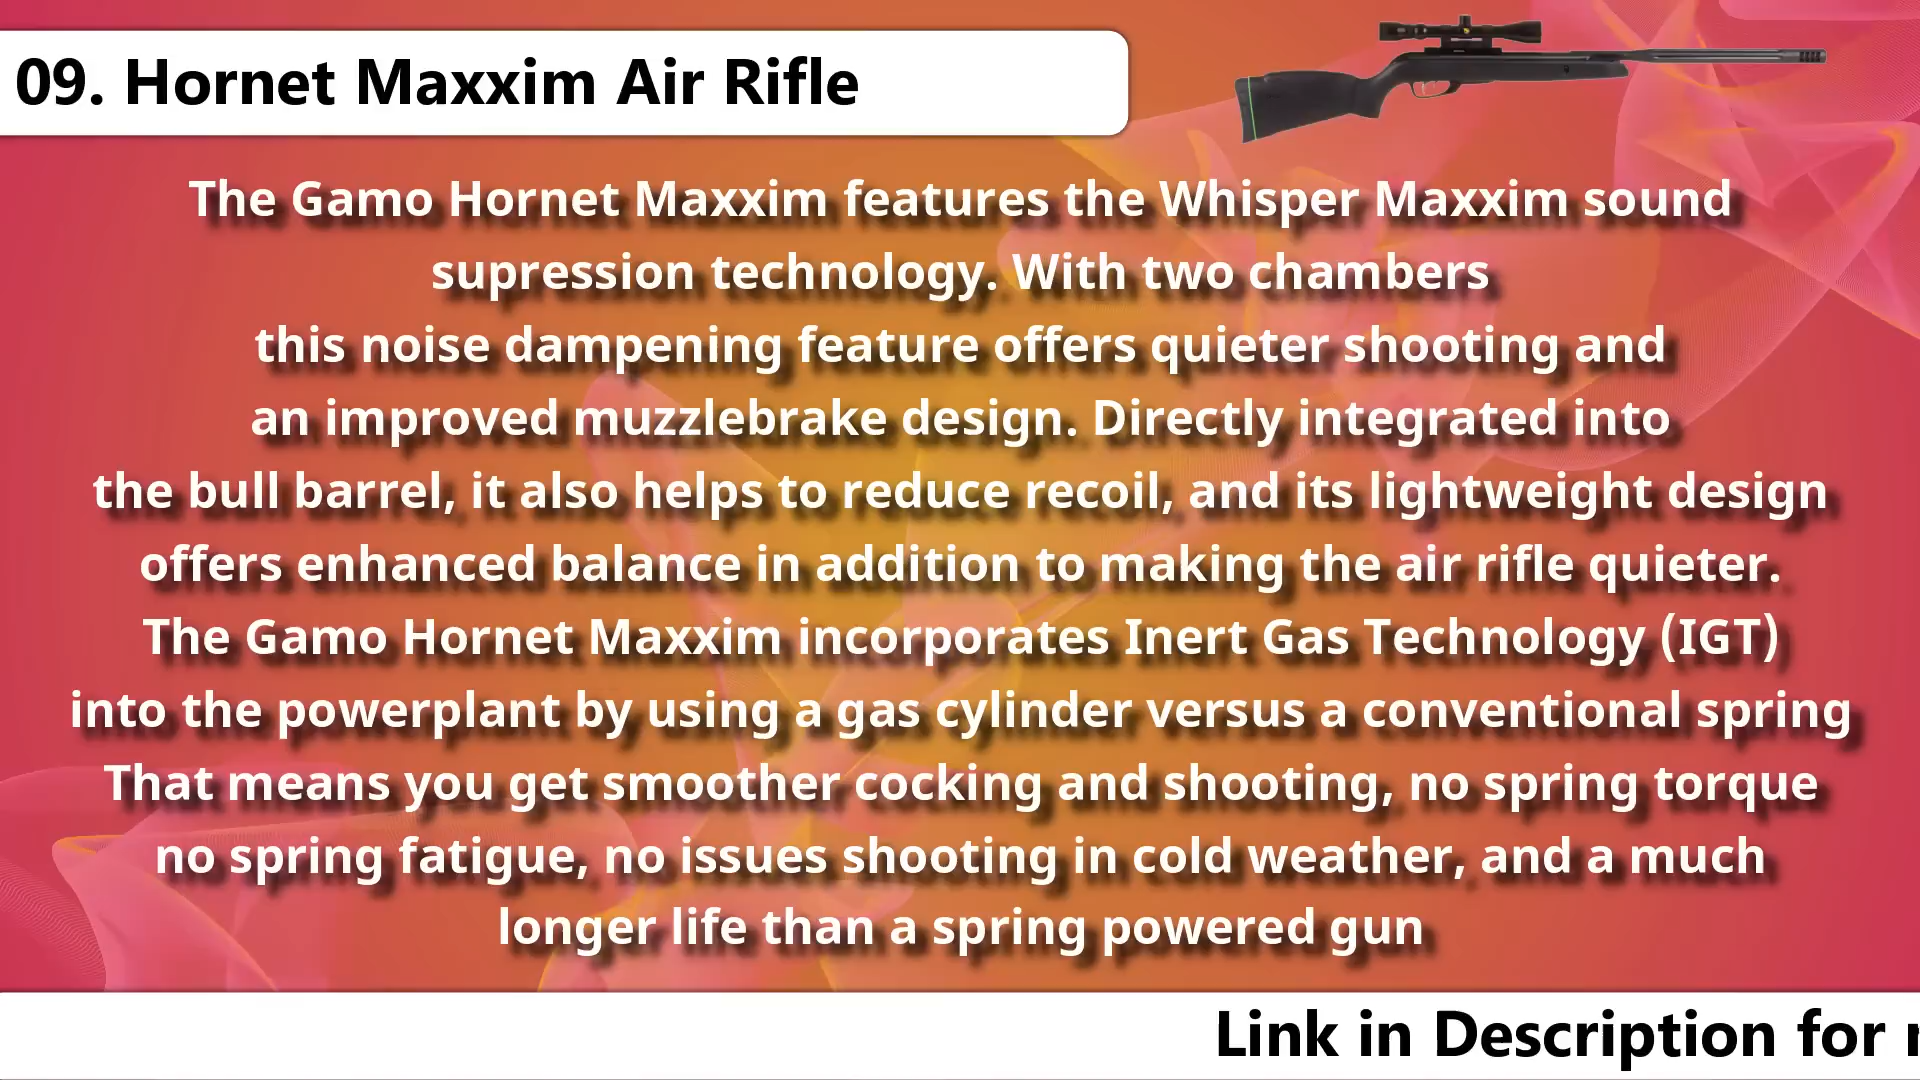 09. Hornet Maxxim Air Rifle
The Gamo Hornet Maxxim features the Whisper Maxxim sound
supression technology. With two chambers
this noise dampening feature offers quieter shooting and
an improved muzzlebrake design. Directly integrated into
the bull barrel, it also helps to reduce recoil, and its lightweight design
offers enhanced balance in addition to making the air rifle quieter.
The Gamo Hornet Maxxim incorporates Inert Gas Technology (IGT)
into the powerplant by using a gas cylinder versus a conventional spring
That means you get smoother cocking and shooting, no spring torque
no spring fatigue, no issues shooting in cold weather, and a much
longer life than a spring powered gun
Link in Description for